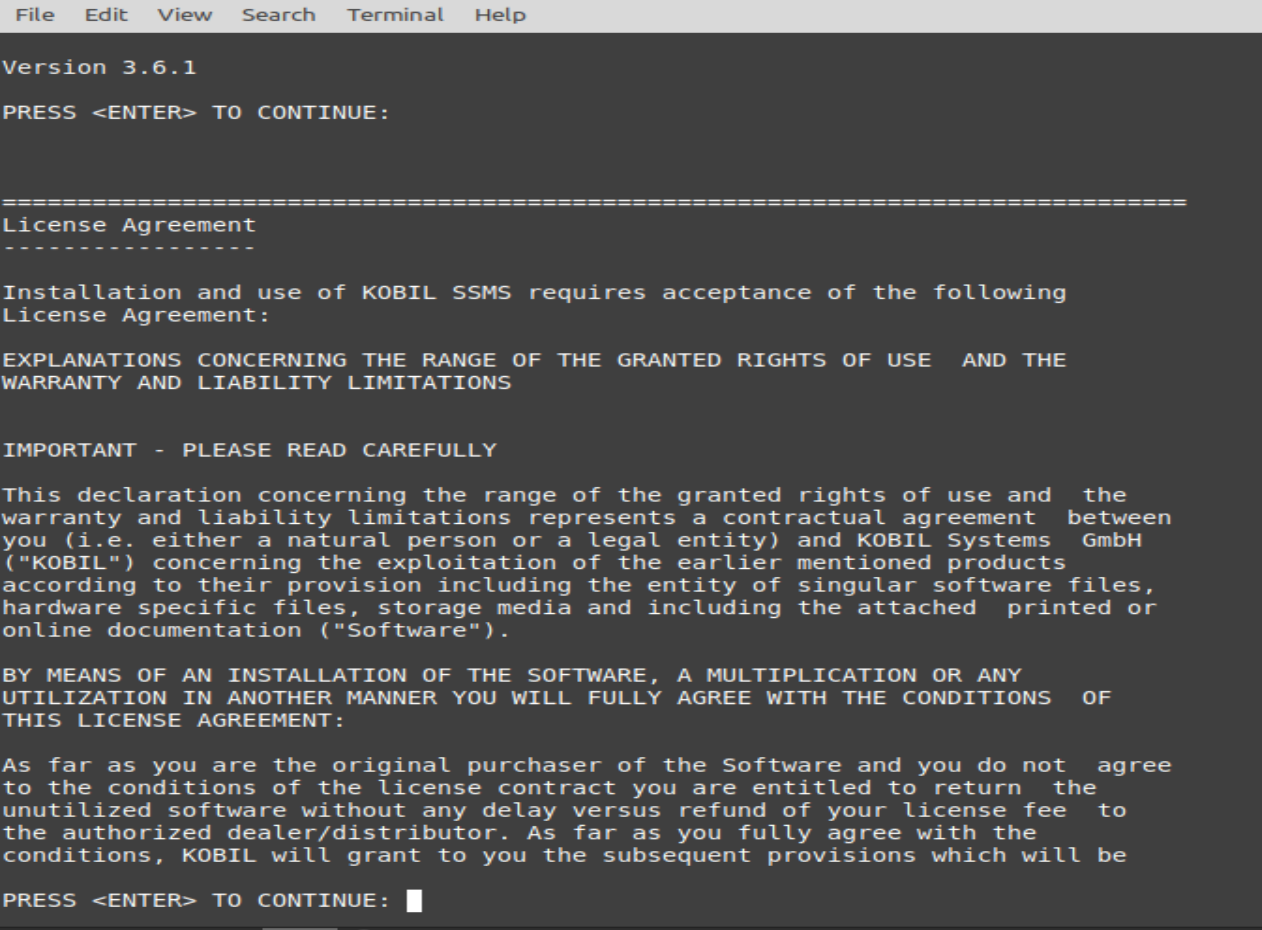 File Edit View Search Terminal Help
Version 3.6.1
PRESS <ENTER> TO CONTINUE:
===============================================================================
License Agreement
-----------------
Installation and use of KOBIL SSMS requires acceptance of the following
License Agreement:
EXPLANATIONS CONCERNING THE RANGE OF THE GRANTED RIGHTS OF USE  AND THE
WARRANTY AND LIABILITY LIMITATIONS
IMPORTANT - PLEASE READ CAREFULLY
This declaration concerning the range of the granted rights of use and  the
warranty and liability limitations represents a contractual agreement  between
you (i.e. either a natural person or a legal entity) and KOBIL Systems  GmbH
("KOBIL") concerning the exploitation of the earlier mentioned products
according to their provision including the entity of singular software files,
hardware specific files, storage media and including the attached  printed or
online documentation ("Software").
BY MEANS OF AN INSTALLATION OF THE SOFTWARE, A MULTIPLICATION OR ANY
UTILIZATION IN ANOTHER MANNER YOU WILL FULLY AGREE WITH THE CONDITIONS  OF
THIS LICENSE AGREEMENT:
As far as you are the original purchaser of the Software and you do not  agree
to the conditions of the license contract you are entitled to return  the
unutilized software without any delay versus refund of your license fee  to
the authorized dealer/distributor. As far as you fully agree with the
conditions, KOBIL will grant to you the subsequent provisions which will be
PRESS <ENTER> TO CONTINUE: